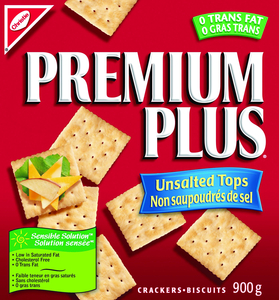 Christie
0 TRANS FAT
0 GRAS TRANS
PREMIUM
PLUS®
Unsalted Tops
Non saupoudrés de sel
Sensible Solution™
Solution sensée™
• Low in Saturated Fat
• Cholesterol Free
• 0 Trans Fat
• Faible teneur en gras saturés
• Sans cholestérol
• 0 gras trans
CRACKERS • BISCUITS 900 g